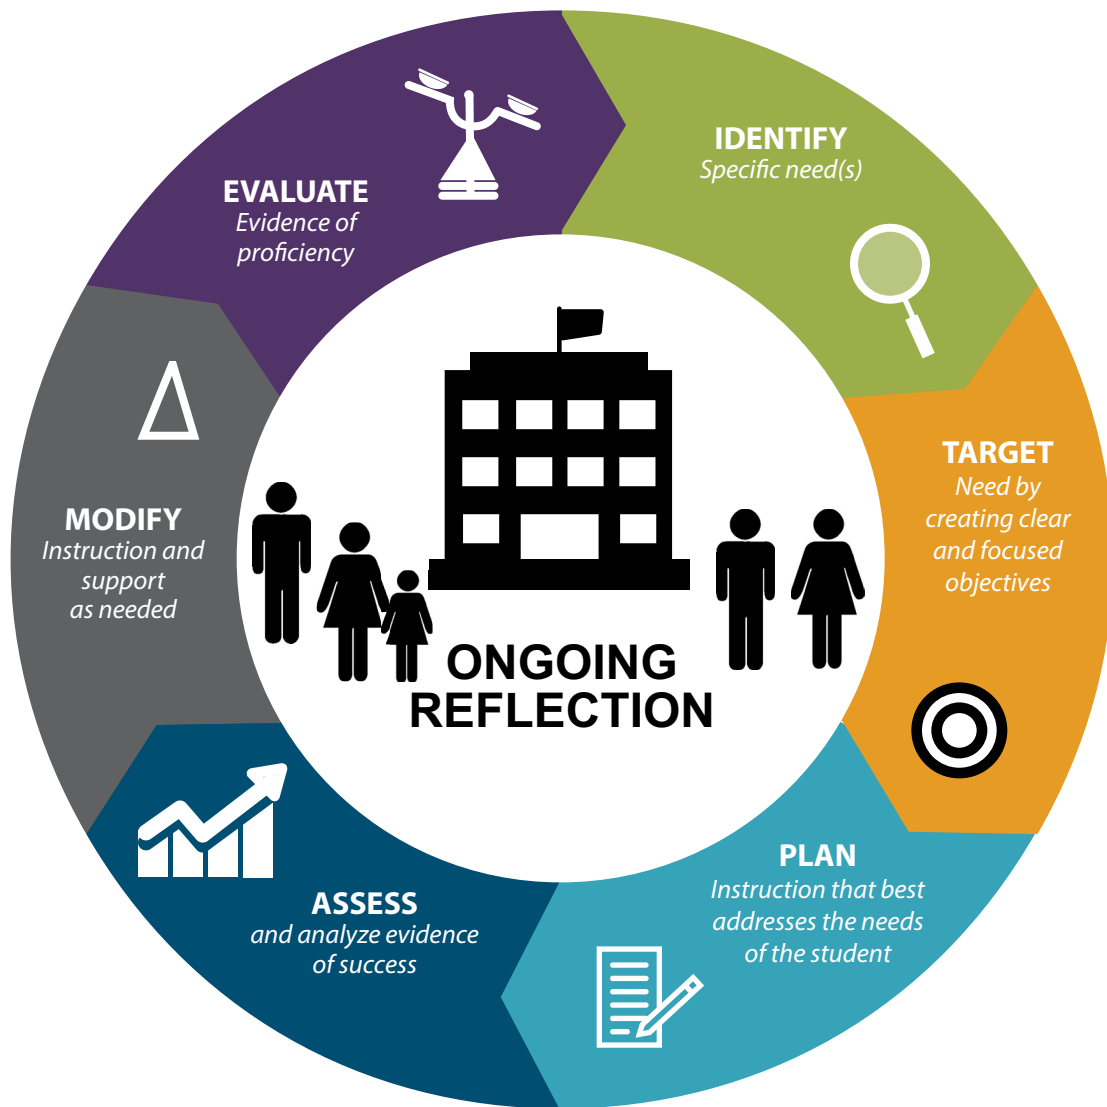 IDENTIFY
Specific need(s)
TARGET
Need by
creating clear
and focused
objectives
PLAN
Instruction that best
addresses the needs
of the student
ASSESS
and analyze evidence
of success
MODIFY
Instruction and
support
as needed
EVALUATE
Evidence of
proficiency
ONGOING
REFLECTION